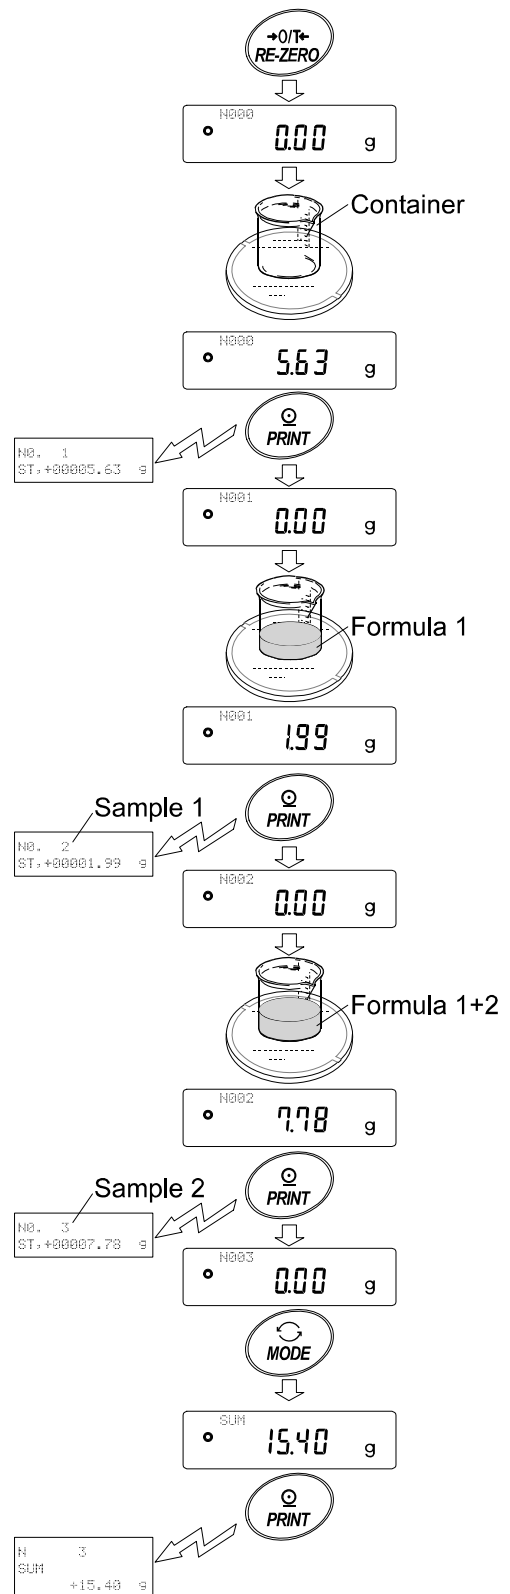 →0/T←
RE-ZERO
N000
0.00 g
Container
N000
5.63 g
PRINT
N0. 1
ST,+00005.63 g
N001
0.00 g
Formula 1
N001
1.99 g
Sample 1
PRINT
N0. 2
ST,+00001.99 g
N002
0.00 g
Formula 1+2
N002
7.78 g
Sample 2
PRINT
N0. 3
ST,+00007.78 g
N003
0.00 g
MODE
SUM
15.40 g
PRINT
N 3
SUM
+15.40 g